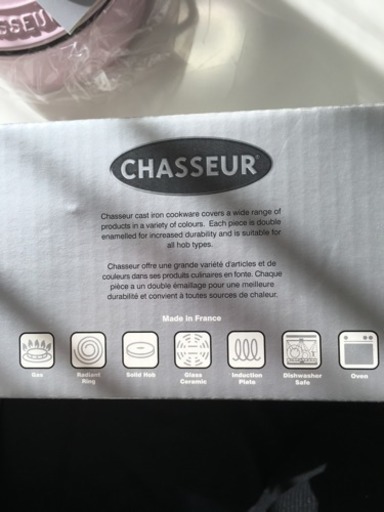 SSEU
CHASSEUR®
Chasseur cast iron cookware covers a wide range of
products in a variety of colours. Each piece is double
enamelled for increased durability and is suitable for
all hob types.
Chasseur offre une grande variété d'articles et de
couleurs dans ses produits culinaires en fonte. Chaque
pièce a un double émaillage pour une meilleure
durabilité et convient à toutes sources de chaleur.
Made in France
Gas
Radiant
Ring
Solid Hob
Glass
Ceramic
Induction
Plate
Dishwasher
Safe
Oven